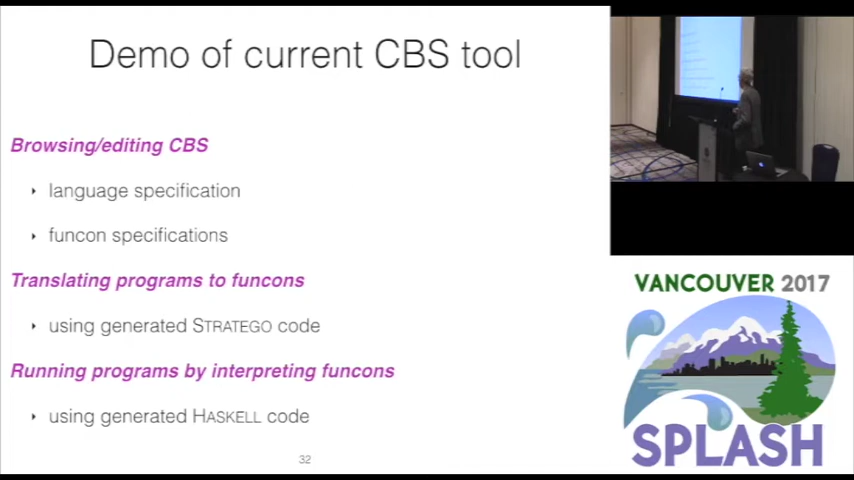 Demo of current CBS tool
Browsing/editing CBS
‣ language specification
‣ funcon specifications
Translating programs to funcons
‣ using generated STRATEGO code
Running programs by interpreting funcons
‣ using generated HASKELL code
32
VANCOUVER 2017
SPLASH